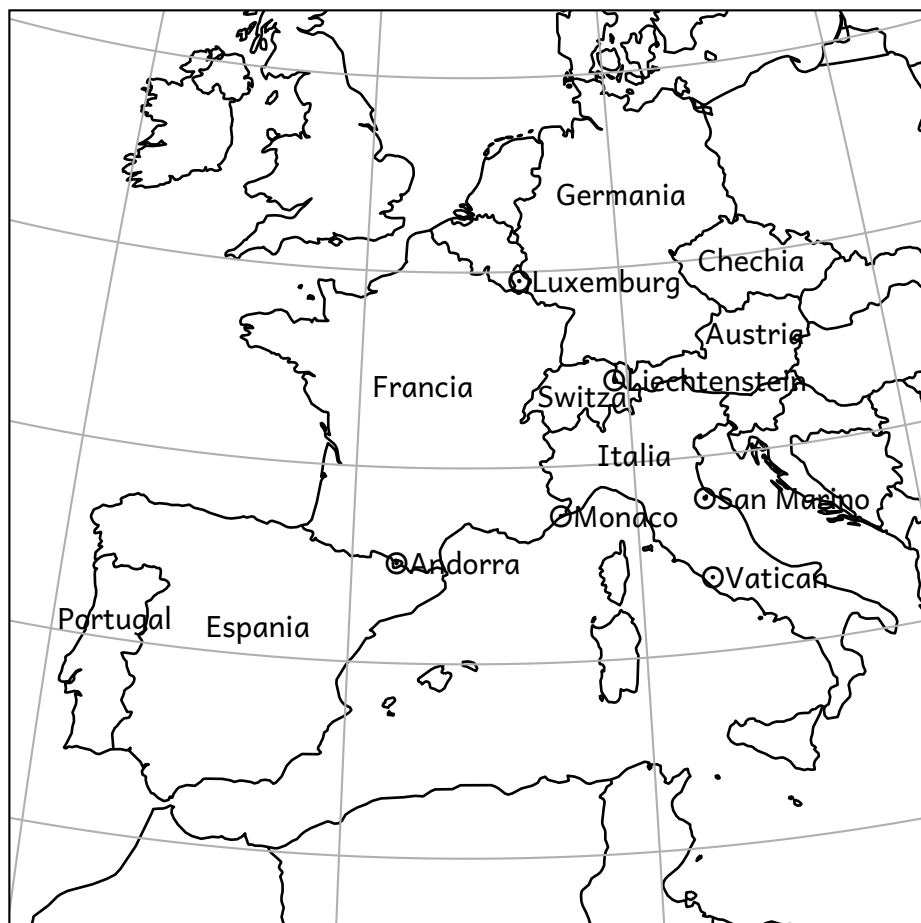 Germania
Chechia
Luxemburg
Austria
Liechtenstein
Francia
Switza
Italia
San Marino
Monaco
Andorra
Vatican
Portugal
Espania